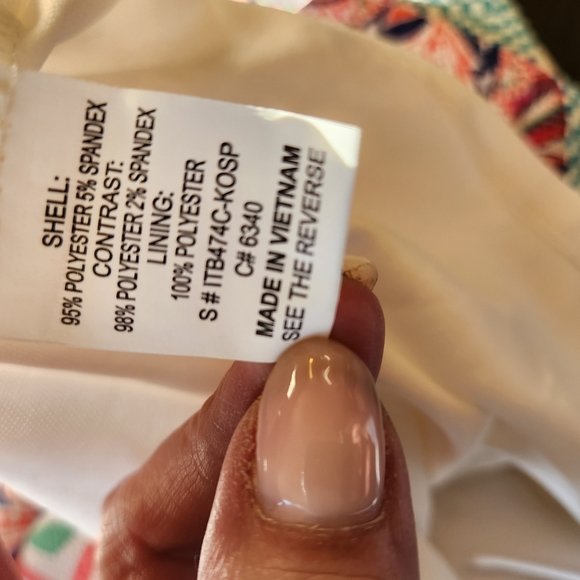 SHELL:
95% POLYESTER 5% SPANDEX
CONTRAST:
98% POLYESTER 2% SPANDEX
LINING:
100% POLYESTER
S# ITB474C-KOSP
C# 6340
MADE IN VIETNAM
SEE THE REVERSE